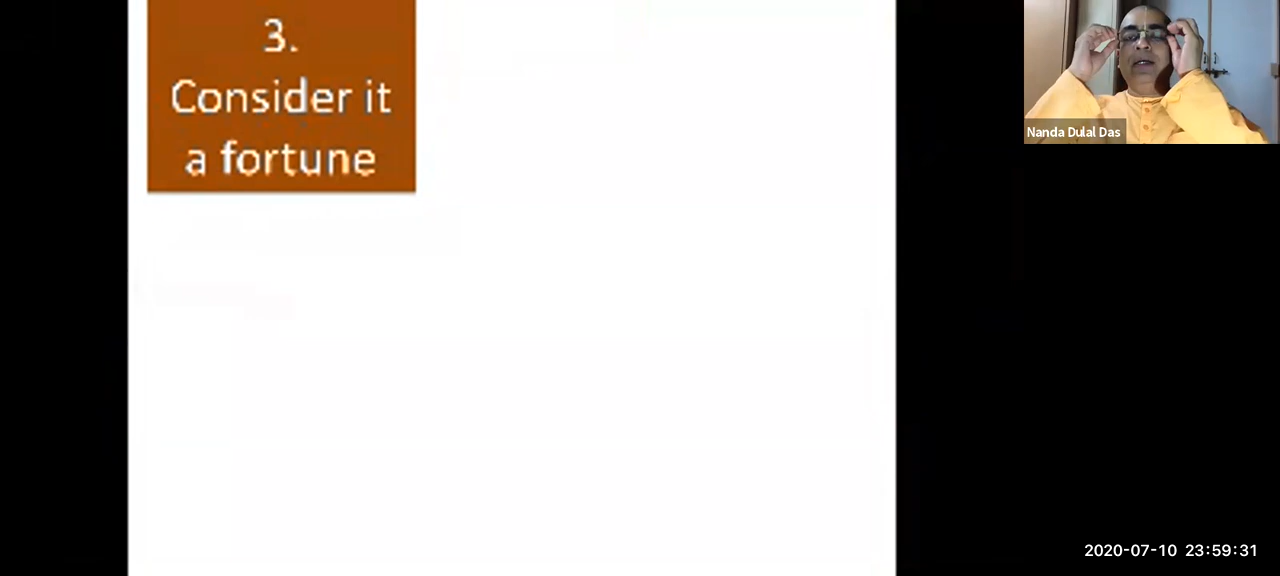 3.
Consider it
a fortune
Nanda Dulal Das
2020-07-10 23:59:31